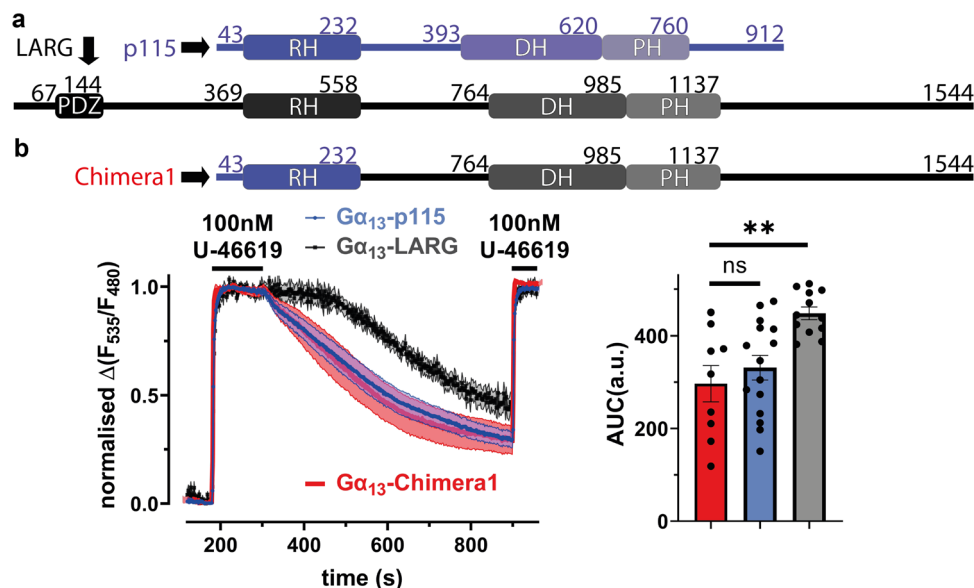 a
LARG
p115
43 232 393 620 760 912
RH DH PH
67 144 369 558 764 985 1137 1544
PDZ RH DH PH
b
Chimera1
43 232 764 985 1137 1544
RH DH PH
100nM
U-46619
Gα13-p115
Gα13-LARG
100nM
U-46619
normalised Δ(F535/F480)
1.0
0.5
0.0
Gα13-Chimera1
200 400 600 800
time (s)
**
ns
AUC(a.u.)
400
200
0